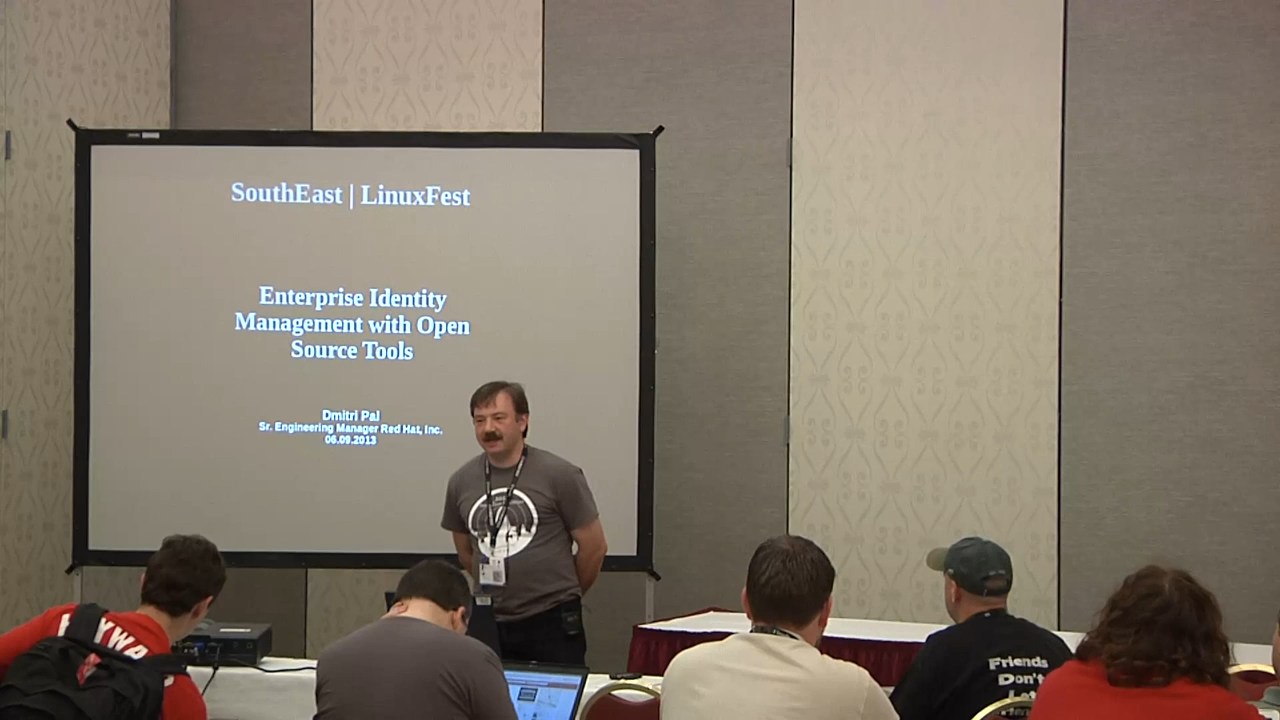 SouthEast | LinuxFest
Enterprise Identity
Management with Open
Source Tools
Dmitri Pal
Sr. Engineering Manager Red Hat, Inc.
06.09.2013
Friends
Don't
Let